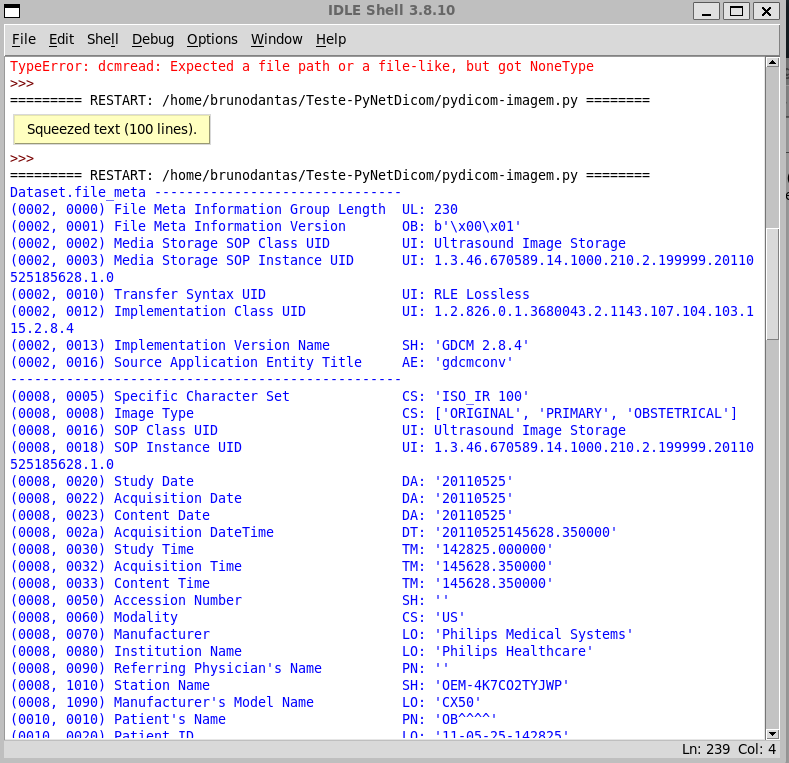 IDLE Shell 3.8.10
File Edit Shell Debug Options Window Help
TypeError: dcmread: Expected a file path or a file-like, but got NoneType
>>>
========= RESTART: /home/brunodantas/Teste-PyNetDicom/pydicom-imagem.py ========
Squeezed text (100 lines).
>>>
========= RESTART: /home/brunodantas/Teste-PyNetDicom/pydicom-imagem.py ========
Dataset.file_meta -------------------------------
(0002, 0000) File Meta Information Group Length  UL: 230
(0002, 0001) File Meta Information Version       OB: b'\x00\x01'
(0002, 0002) Media Storage SOP Class UID         UI: Ultrasound Image Storage
(0002, 0003) Media Storage SOP Instance UID      UI: 1.3.46.670589.14.1000.210.2.199999.20110
525185628.1.0
(0002, 0010) Transfer Syntax UID                 UI: RLE Lossless
(0002, 0012) Implementation Class UID            UI: 1.2.826.0.1.3680043.2.1143.107.104.103.1
15.2.8.4
(0002, 0013) Implementation Version Name         SH: 'GDCM 2.8.4'
(0002, 0016) Source Application Entity Title     AE: 'gdcmconv'
-------------------------------------------------
(0008, 0005) Specific Character Set              CS: 'ISO_IR 100'
(0008, 0008) Image Type                          CS: ['ORIGINAL', 'PRIMARY', 'OBSTETRICAL']
(0008, 0016) SOP Class UID                       UI: Ultrasound Image Storage
(0008, 0018) SOP Instance UID                    UI: 1.3.46.670589.14.1000.210.2.199999.20110
525185628.1.0
(0008, 0020) Study Date                          DA: '20110525'
(0008, 0022) Acquisition Date                    DA: '20110525'
(0008, 0023) Content Date                        DA: '20110525'
(0008, 002a) Acquisition DateTime                DT: '20110525145628.350000'
(0008, 0030) Study Time                          TM: '142825.000000'
(0008, 0032) Acquisition Time                    TM: '145628.350000'
(0008, 0033) Content Time                        TM: '145628.350000'
(0008, 0050) Accession Number                    SH: ''
(0008, 0060) Modality                            CS: 'US'
(0008, 0070) Manufacturer                        LO: 'Philips Medical Systems'
(0008, 0080) Institution Name                    LO: 'Philips Healthcare'
(0008, 0090) Referring Physician's Name          PN: ''
(0008, 1010) Station Name                        SH: 'OEM-4K7CO2TYJWP'
(0008, 1090) Manufacturer's Model Name           LO: 'CX50'
(0010, 0010) Patient's Name                      PN: 'OB^^^^'
(0010, 0020) Patient ID                          LO: '11-05-25-142825'
Ln: 239 Col: 4